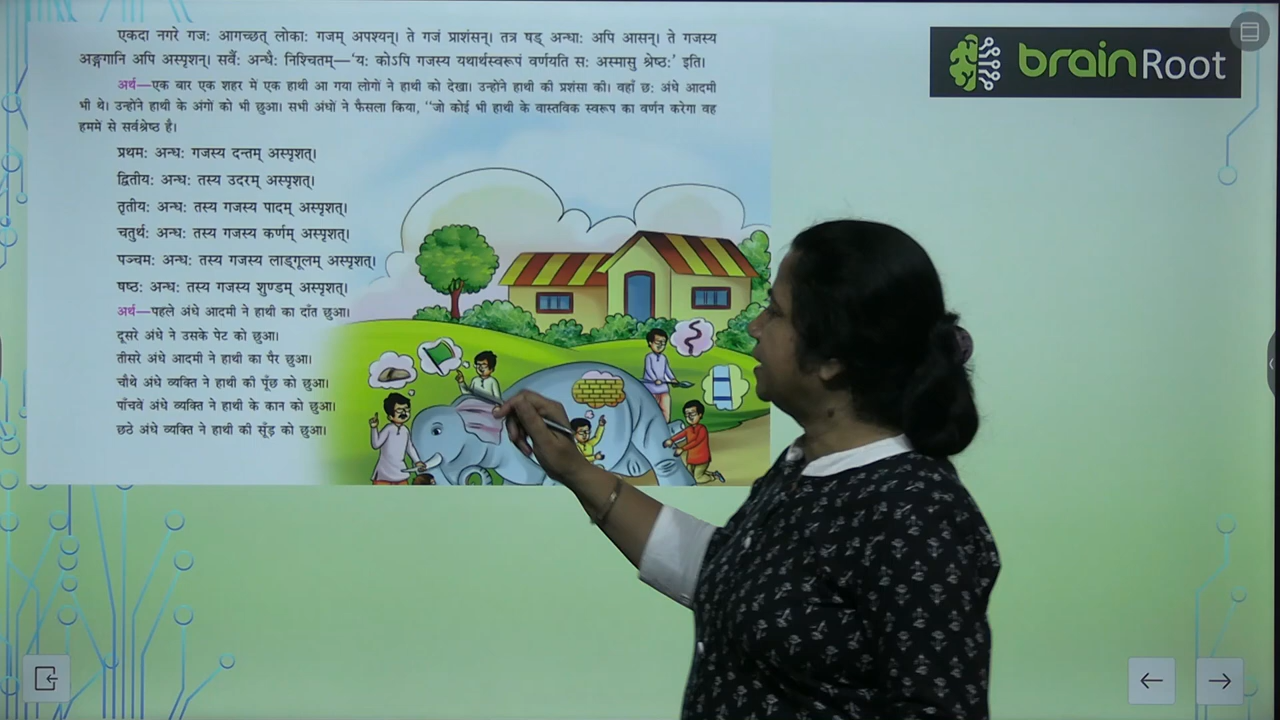 एकदा नगरे गजः आगच्छत् लोकाः गजम् अपश्यन्। ते गजं प्राशंसन्। तत्र षड् अन्धाः अपि आसन्। ते गजस्य
अङ्गगानि अपि अस्पृशन्। सर्वैः अन्धैः निश्चितम्—'यः कोऽपि गजस्य यथार्थस्वरूपं वर्णयति सः अस्मासु श्रेष्ठः' इति।
अर्थ—एक बार एक शहर में एक हाथी आ गया लोगों ने हाथी को देखा। उन्होंने हाथी की प्रशंसा की। वहाँ छः अंधे आदमी
भी थे। उन्होंने हाथी के अंगों को भी छुआ। सभी अंधों ने फैसला किया, "जो कोई भी हाथी के वास्तविक स्वरूप का वर्णन करेगा वह
हममें से सर्वश्रेष्ठ है।
प्रथमः अन्धः गजस्य दन्तम् अस्पृशत्।
द्वितीयः अन्धः तस्य उदरम् अस्पृशत्।
तृतीयः अन्धः तस्य गजस्य पादम् अस्पृशत्।
चतुर्थः अन्धः तस्य गजस्य कर्णम् अस्पृशत्।
पञ्चमः अन्धः तस्य गजस्य लाड्गूलम् अस्पृशत्।
षष्ठः अन्धः तस्य गजस्य शुण्डम् अस्पृशत्।
अर्थ—पहले अंधे आदमी ने हाथी का दाँत छुआ।
दूसरे अंधे ने उसके पेट को छुआ।
तीसरे अंधे आदमी ने हाथी का पैर छुआ।
चौथे अंधे व्यक्ति ने हाथी की पूँछ को छुआ।
पाँचवें अंधे व्यक्ति ने हाथी के कान को छुआ।
छठे अंधे व्यक्ति ने हाथी की सूँड़ को छुआ।
brainRoot